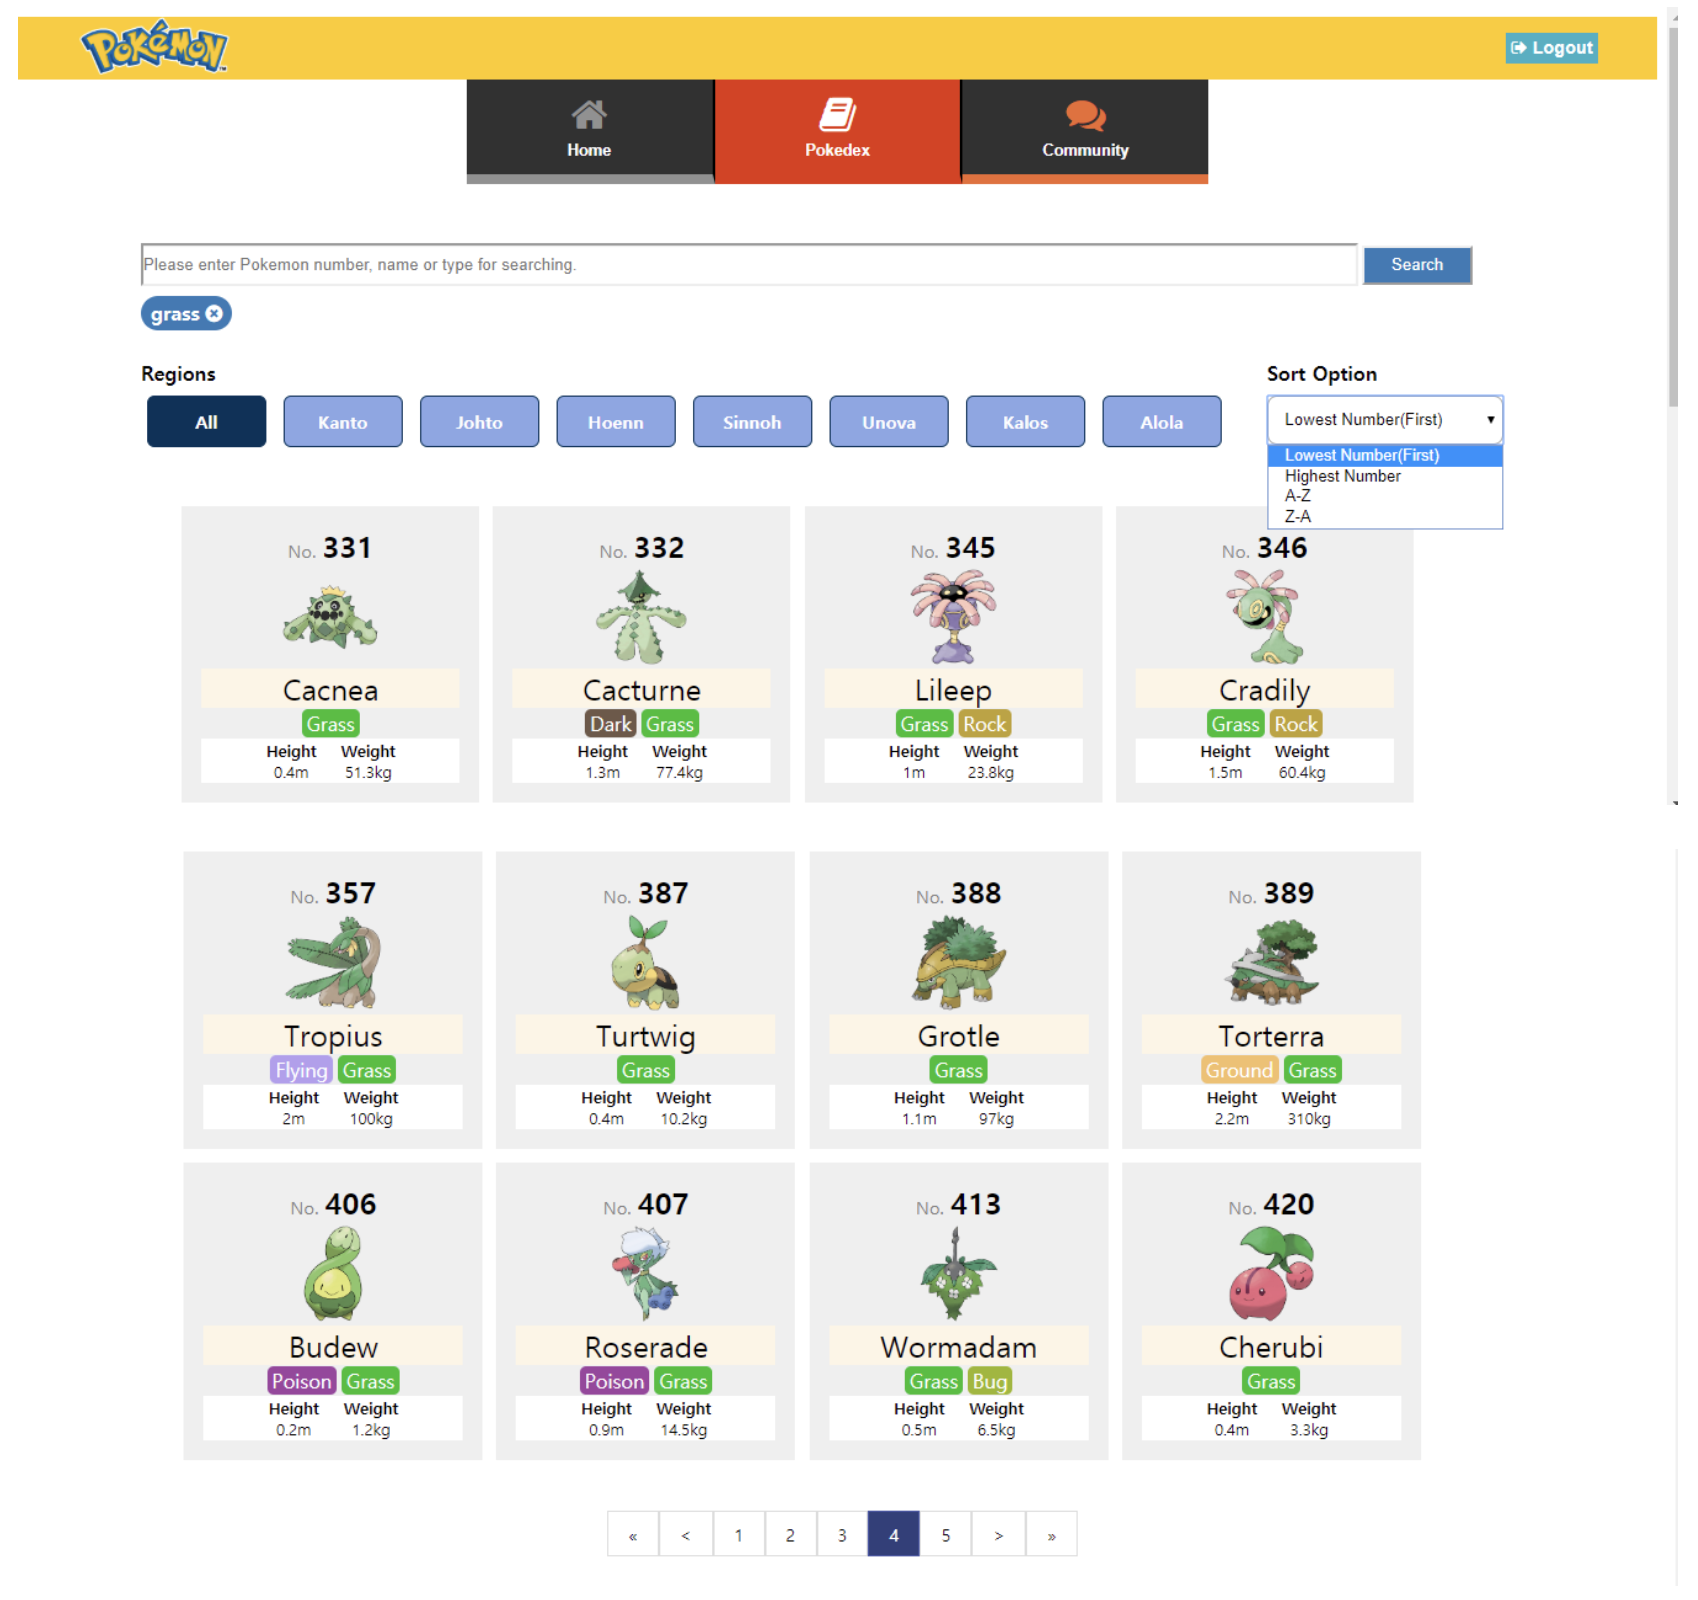 Pokémon
Logout
Home Pokedex Community
Please enter Pokemon number, name or type for searching. Search
grass
Regions Sort Option
All Kanto Johto Hoenn Sinnoh Unova Kalos Alola Lowest Number(First)
Lowest Number(First)
Highest Number
A-Z
Z-A
No. 331 No. 332 No. 345 No. 346
Cacnea Cacturne Lileep Cradily
Grass Dark Grass Grass Rock Grass Rock
Height Weight Height Weight Height Weight Height Weight
0.4m 51.3kg 1.3m 77.4kg 1m 23.8kg 1.5m 60.4kg
No. 357 No. 387 No. 388 No. 389
Tropius Turtwig Grotle Torterra
Flying Grass Grass Grass Ground Grass
Height Weight Height Weight Height Weight Height Weight
2m 100kg 0.4m 10.2kg 1.1m 97kg 2.2m 310kg
No. 406 No. 407 No. 413 No. 420
Budew Roserade Wormadam Cherubi
Poison Grass Poison Grass Grass Bug Grass
Height Weight Height Weight Height Weight Height Weight
0.2m 1.2kg 0.9m 14.5kg 0.5m 6.5kg 0.4m 3.3kg
« < 1 2 3 4 5 > »